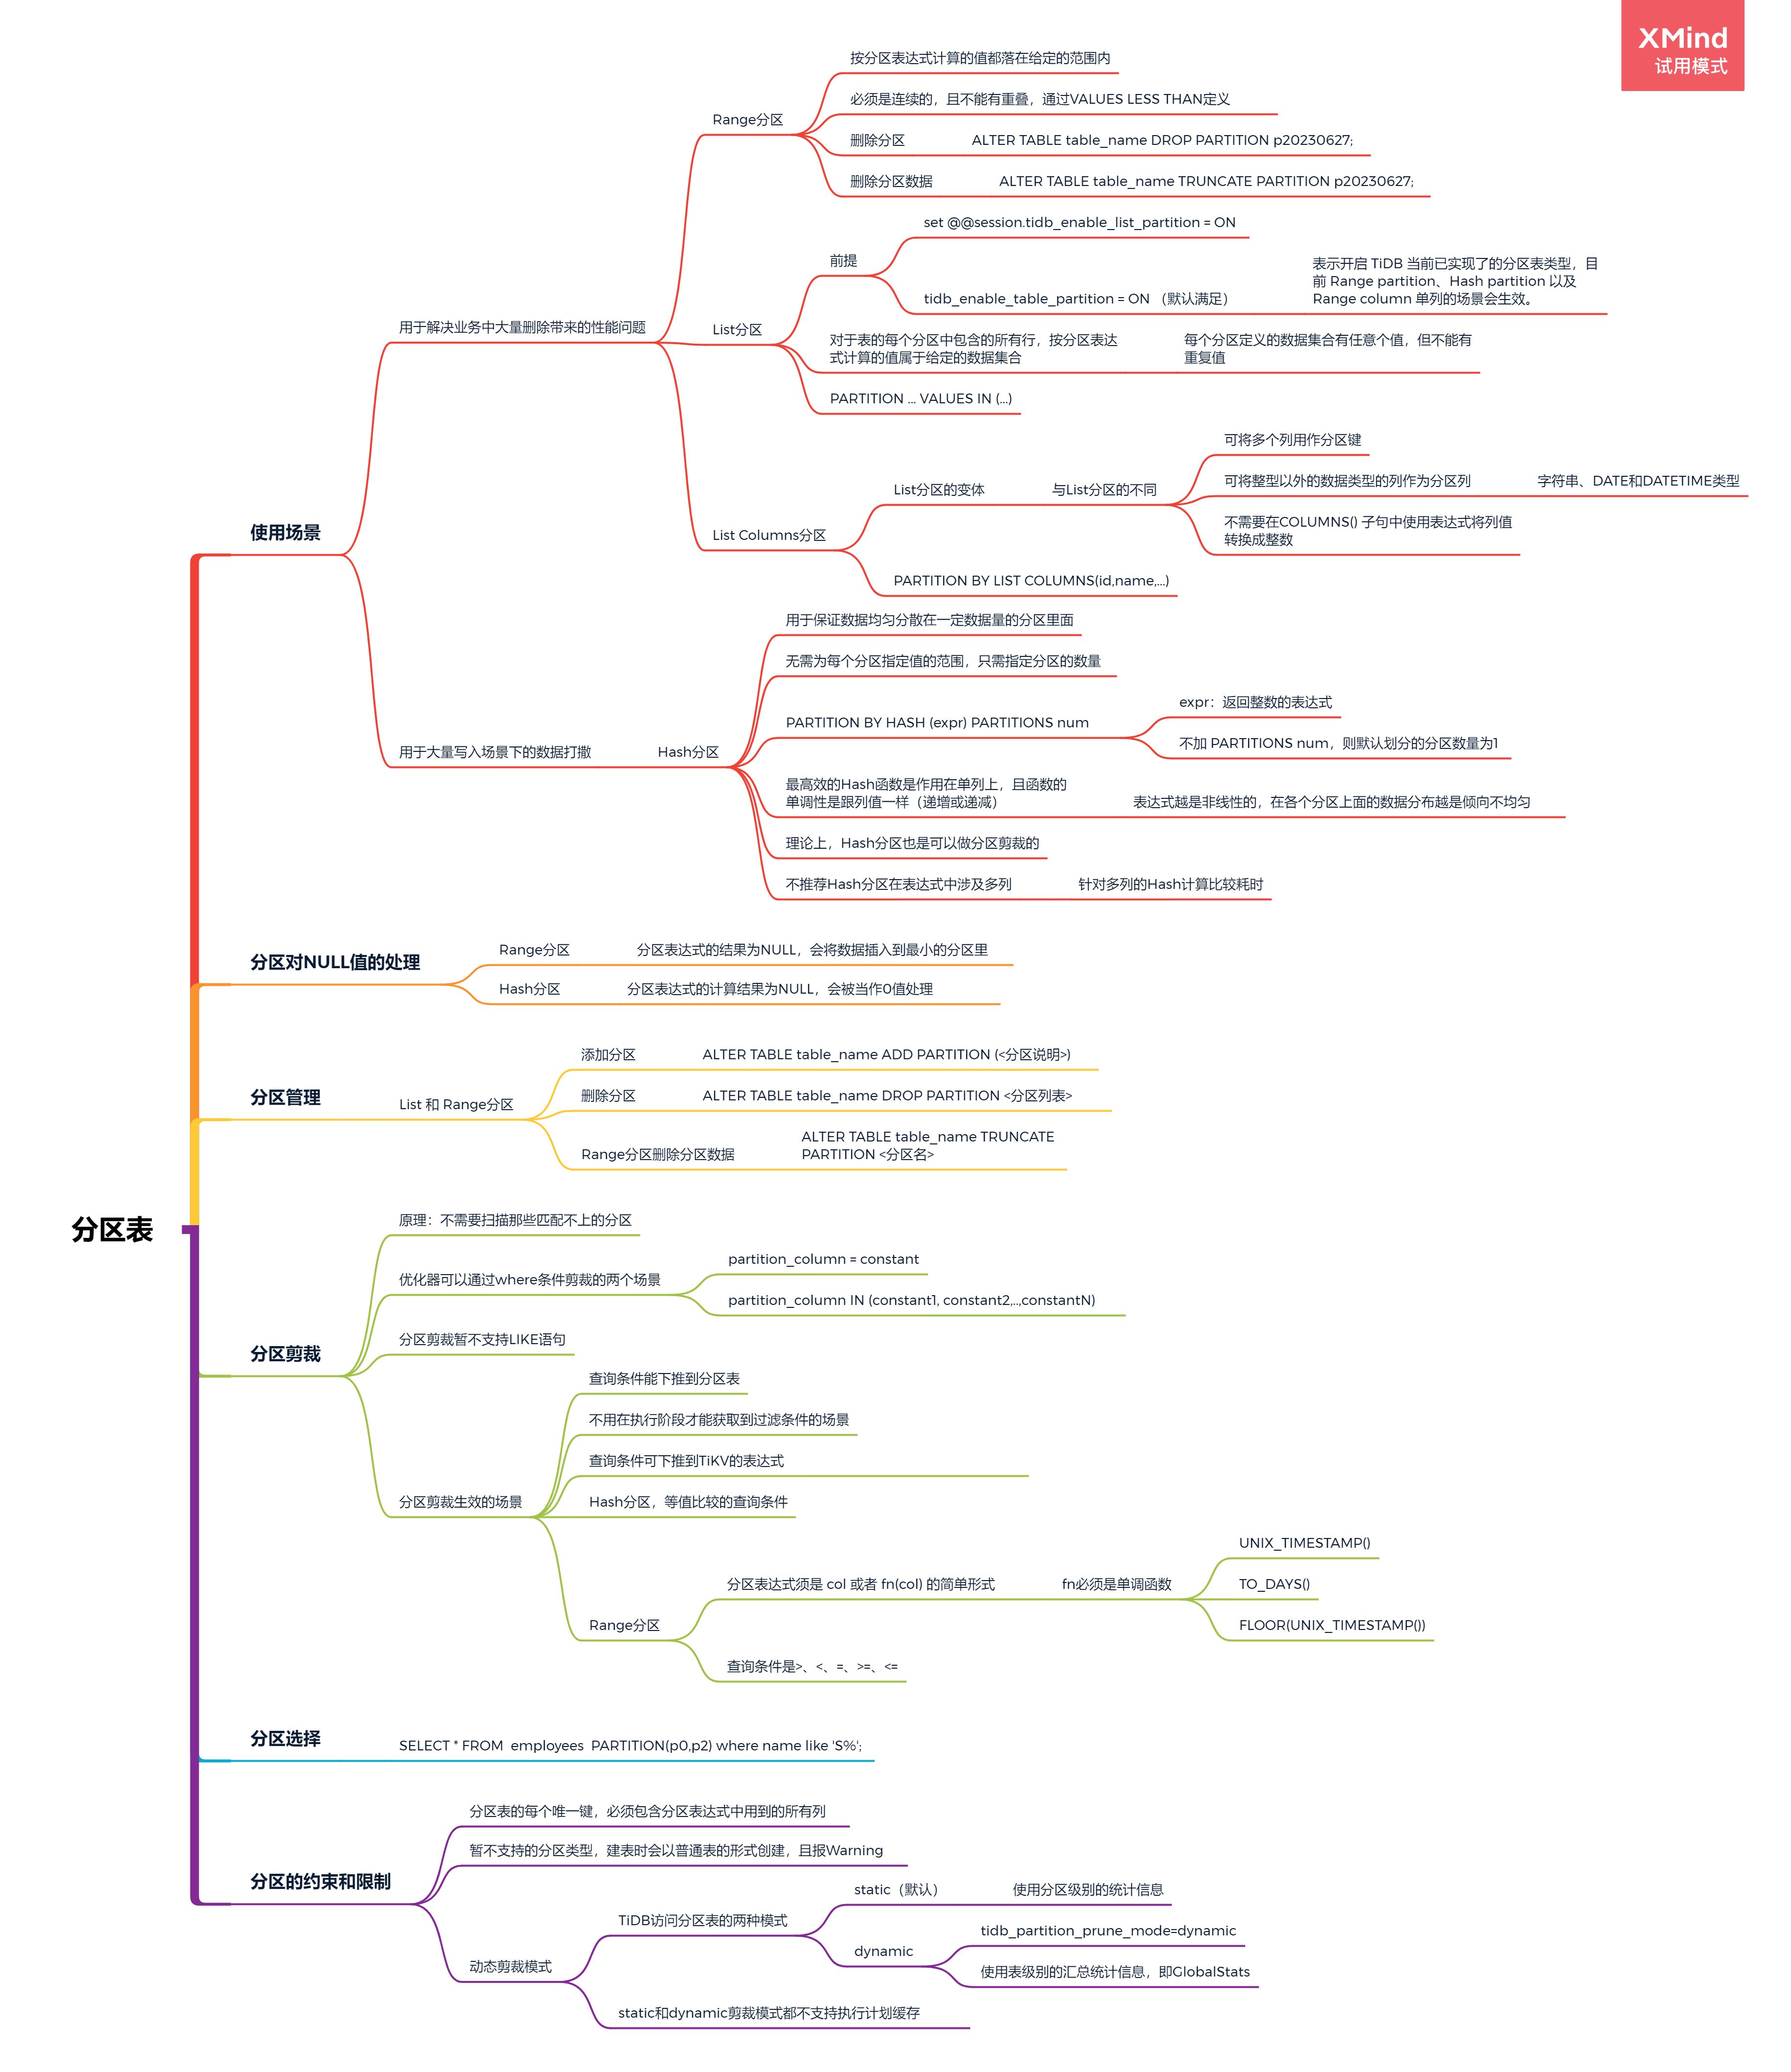 XMind
试用模式
分区表
使用场景
用于解决业务中大量删除带来的性能问题
Range分区
按分区表达式计算的值都落在给定的范围内
必须是连续的，且不能有重叠，通过VALUES LESS THAN定义
删除分区
ALTER TABLE table_name DROP PARTITION p20230627;
删除分区数据
ALTER TABLE table_name TRUNCATE PARTITION p20230627;
List分区
前提
set @@session.tidb_enable_list_partition = ON
tidb_enable_table_partition = ON （默认满足）
表示开启 TiDB 当前已实现了的分区表类型，目
前 Range partition、Hash partition 以及
Range column 单列的场景会生效。
对于表的每个分区中包含的所有行，按分区表达
式计算的值属于给定的数据集合
每个分区定义的数据集合有任意个值，但不能有
重复值
PARTITION ... VALUES IN (...)
List Columns分区
List分区的变体
与List分区的不同
可将多个列用作分区键
可将整型以外的数据类型的列作为分区列
字符串、DATE和DATETIME类型
不需要在COLUMNS() 子句中使用表达式将列值
转换成整数
PARTITION BY LIST COLUMNS(id,name,...)
用于大量写入场景下的数据打撒
Hash分区
用于保证数据均匀分散在一定数据量的分区里面
无需为每个分区指定值的范围，只需指定分区的数量
PARTITION BY HASH (expr) PARTITIONS num
expr：返回整数的表达式
不加 PARTITIONS num，则默认划分的分区数量为1
最高效的Hash函数是作用在单列上，且函数的
单调性是跟列值一样（递增或递减）
表达式越是非线性的，在各个分区上面的数据分布越是倾向不均匀
理论上，Hash分区也是可以做分区剪裁的
不推荐Hash分区在表达式中涉及多列
针对多列的Hash计算比较耗时
分区对NULL值的处理
Range分区
分区表达式的结果为NULL，会将数据插入到最小的分区里
Hash分区
分区表达式的计算结果为NULL，会被当作0值处理
分区管理
List 和 Range分区
添加分区
ALTER TABLE table_name ADD PARTITION (<分区说明>)
删除分区
ALTER TABLE table_name DROP PARTITION <分区列表>
Range分区删除分区数据
ALTER TABLE table_name TRUNCATE
PARTITION <分区名>
分区剪裁
原理：不需要扫描那些匹配不上的分区
优化器可以通过where条件剪裁的两个场景
partition_column = constant
partition_column IN (constant1, constant2,..,constantN)
分区剪裁暂不支持LIKE语句
分区剪裁生效的场景
查询条件能下推到分区表
不用在执行阶段才能获取到过滤条件的场景
查询条件可下推到TiKV的表达式
Hash分区，等值比较的查询条件
Range分区
分区表达式须是 col 或者 fn(col) 的简单形式
fn必须是单调函数
UNIX_TIMESTAMP()
TO_DAYS()
FLOOR(UNIX_TIMESTAMP())
查询条件是>、<、=、>=、<=
分区选择
SELECT * FROM  employees  PARTITION(p0,p2) where name like 'S%';
分区的约束和限制
分区表的每个唯一键，必须包含分区表达式中用到的所有列
暂不支持的分区类型，建表时会以普通表的形式创建，且报Warning
动态剪裁模式
TiDB访问分区表的两种模式
static（默认）
使用分区级别的统计信息
dynamic
tidb_partition_prune_mode=dynamic
使用表级别的汇总统计信息，即GlobalStats
static和dynamic剪裁模式都不支持执行计划缓存